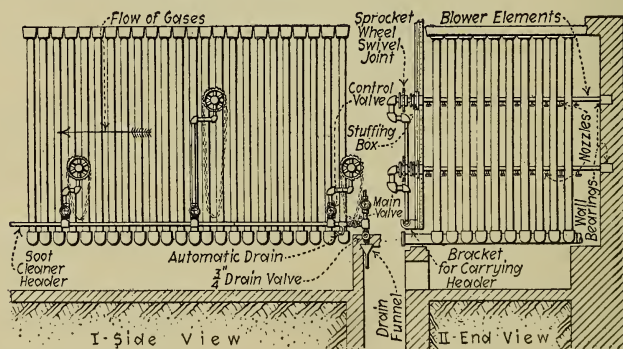 Flow of Gases
Sprocket
Wheel
Swivel
Joint
Blower Elements
Control
Valve
Stuffing
Box
Nozzles
Main
Valve
Wall
Bearings
Soot
Cleaner
Header
Automatic Drain
3/4" Drain Valve
Drain
Funnel
Bracket
for Carrying
Header
I-Side View
II-End View